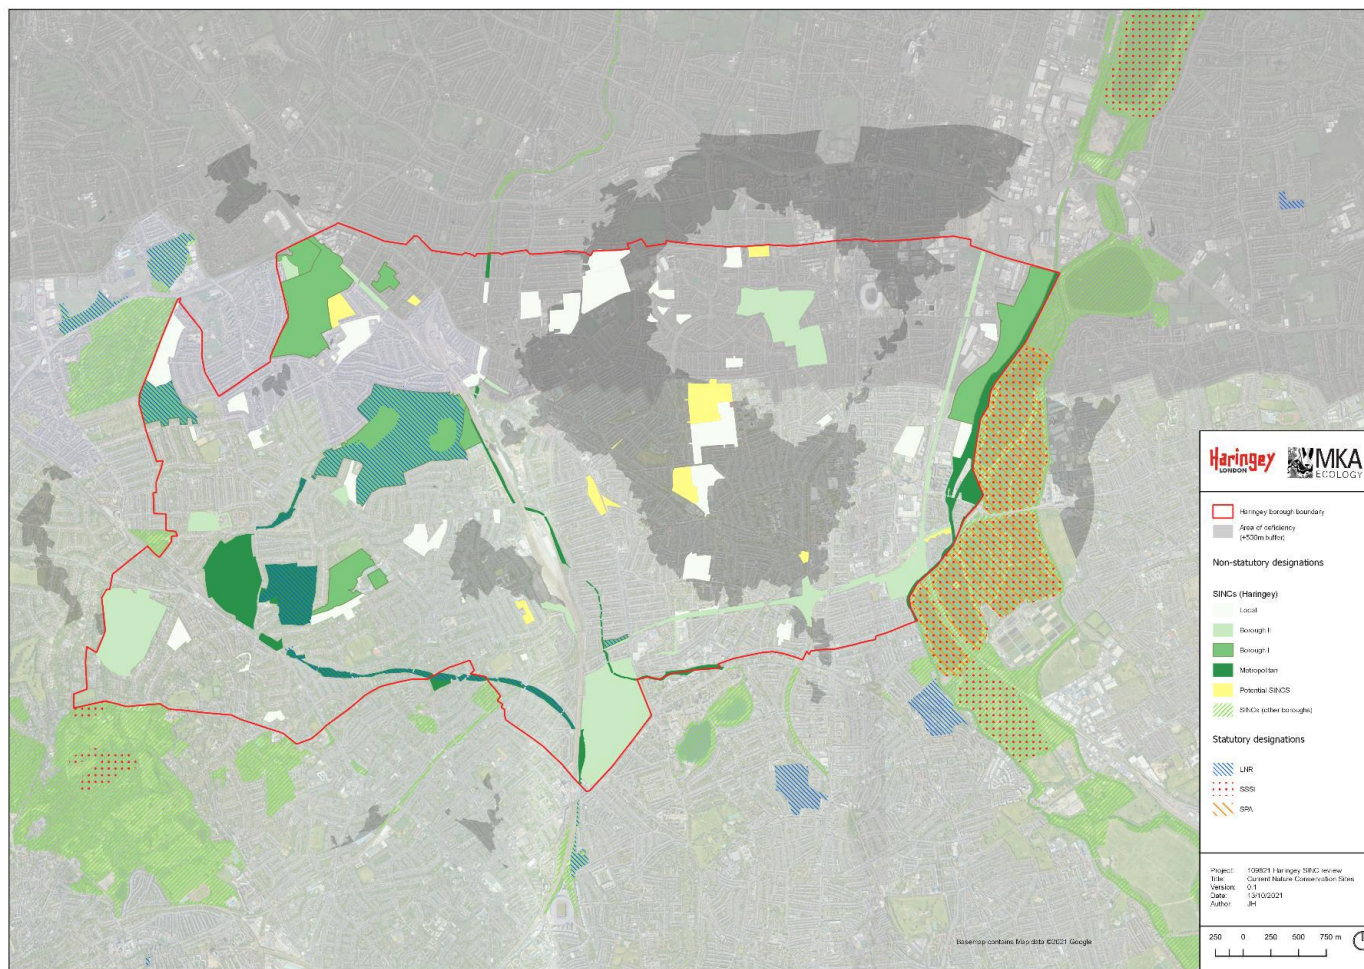 Haringey
LONDON
MKA
ECOLOGY
Haringey borough boundary
Area of deficiency
(+500m buffer)
Non-statutory designations
SINCs (Haringey)
Local
Borough II
Borough I
Metropolitan
Potential SINCS
SINCs (other boroughs)
Statutory designations
LNR
SSSI
SPA
Project: 109821 Haringey SINC review
Title: Current Nature Conservation Sites
Version: 0.1
Date: 13/10/2021
Author: JH
250 0 250 500 750 m
Basemap contains Map data ©2021 Google